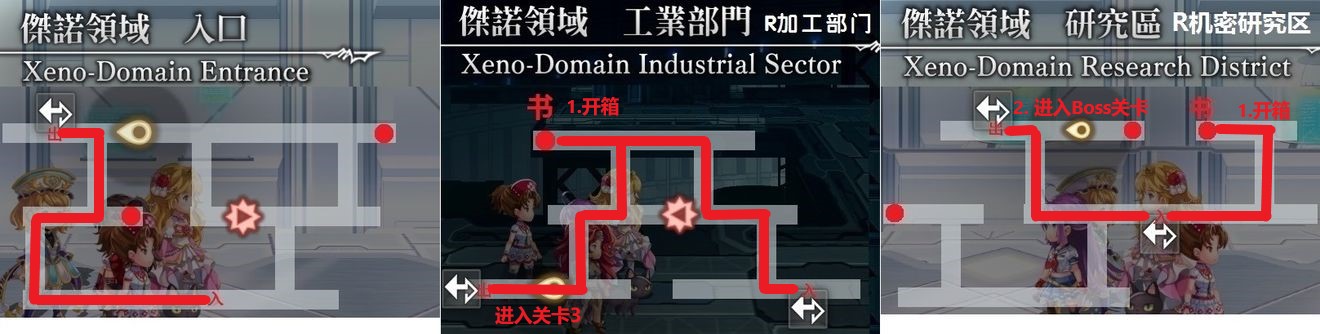 傑諾領域 入口
Xeno-Domain Entrance
出
入
傑諾領域 工業部門 R加工部门
Xeno-Domain Industrial Sector
书 1.开箱
出
入
进入关卡3
傑諾領域 研究區 R机密研究区
Xeno-Domain Research District
2. 进入Boss关卡 书 1.开箱
出
入